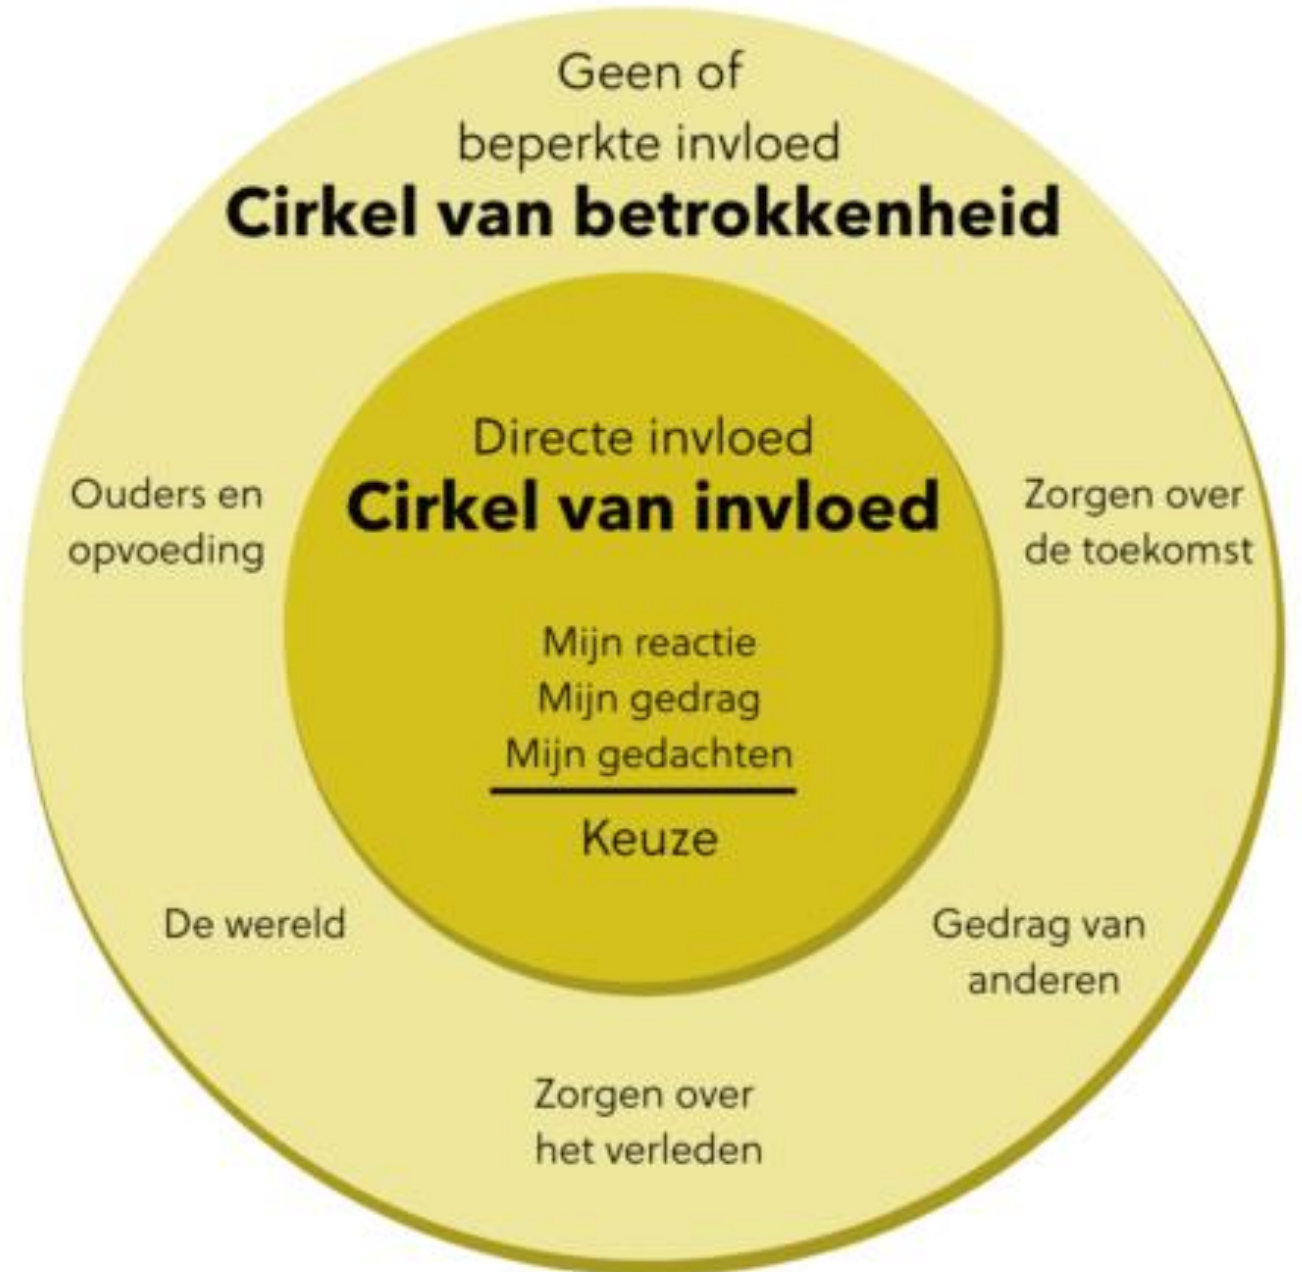 Geen of
beperkte invloed
Cirkel van betrokkenheid
Directe invloed
Cirkel van invloed
Mijn reactie
Mijn gedrag
Mijn gedachten
Keuze
Ouders en
opvoeding
Zorgen over
de toekomst
De wereld
Gedrag van
anderen
Zorgen over
het verleden